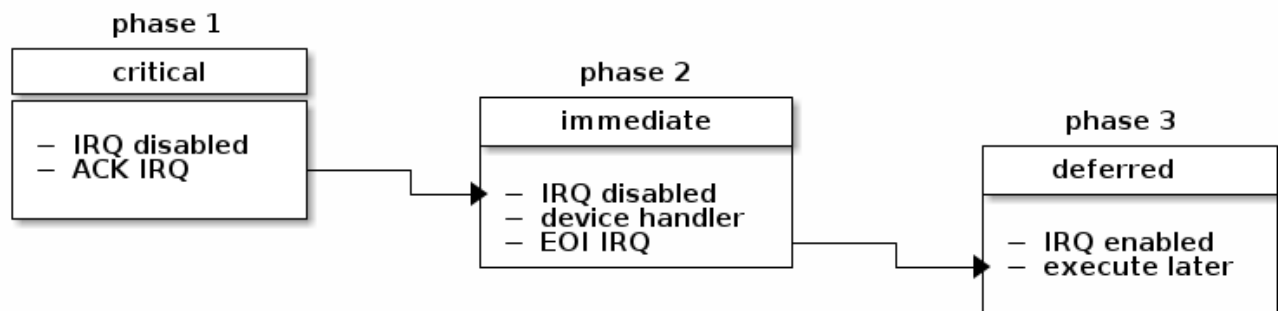 phase 1
critical
— IRQ disabled
— ACK IRQ
phase 2
immediate
— IRQ disabled
— device handler
— EOI IRQ
phase 3
deferred
— IRQ enabled
— execute later